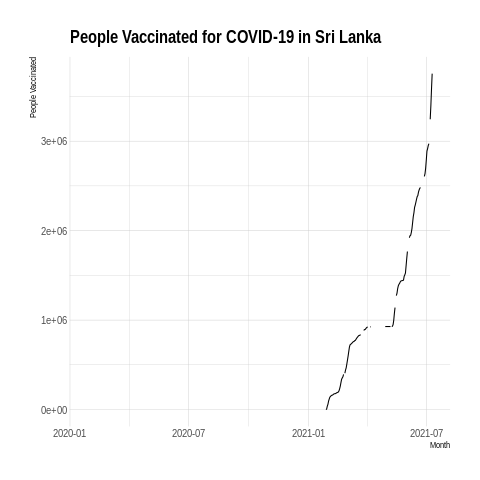 People Vaccinated for COVID-19 in Sri Lanka
People Vaccinated
3e+06
2e+06
1e+06
0e+00
2020-01 2020-07 2021-01 2021-07
Month